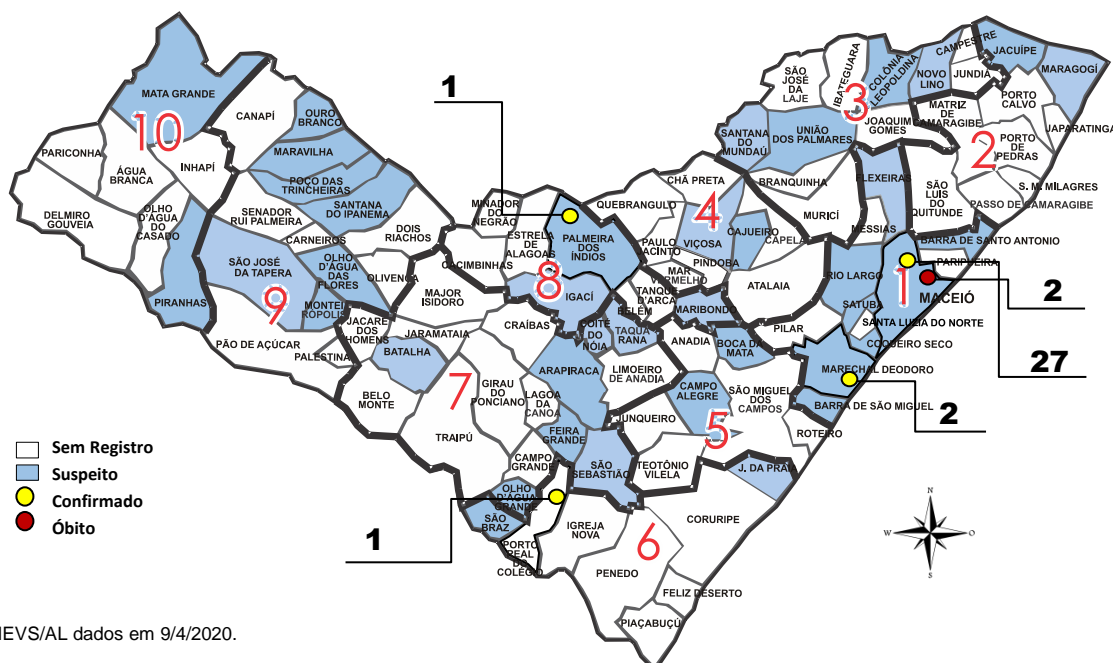 MATA GRANDE
10
CANAPÍ
OURO
BRANCO
PARICONHA
ÁGUA
BRANCA
INHAPÍ
MARAVILHA
POÇO DAS
TRINCHEIRAS
SANTANA
DO IPANEMA
DELMIRO
GOUVEIA
OLHO
D'ÁGUA
DO
CASADO
PIRANHAS
SENADOR
RUI PALMEIRA
CARNEIROS
DOIS
RIACHOS
SÃO JOSÉ
DA TAPERA
9
OLHO
D'ÁGUA
DAS
FLORES
OLIVENÇA
MONTEI
RÓPOLIS
PÃO DE AÇÚCAR
JACARÉ
DOS
HOMENS
PALESTINA
MAJOR
ISIDORO
CACIMBINHAS
MINADOR
DO
NEGRÃO
ESTRELA
DE
ALAGOAS
1
PALMEIRA
DOS
ÍNDIOS
8
IGACÍ
JARAMATAIA
BATALHA
BELO
MONTE
7
CRAÍBAS
GIRAU
DO
PONCIANO
LAGOA
DA
CANOA
ARAPIRACA
TRAIPÚ
FEIRA
GRANDE
CAMPO
GRANDE
OLHO
D'ÁGUA
GRANDE
SÃO
BRAZ
1
PORTO
REAL
DO
COLÉGIO
SÃO
SEBASTIÃO
COITÉ
DO
NÓIA
TAQUA
RANA
LIMOEIRO
DE ANADIA
JUNQUEIRO
TEOTÔNIO
VILELA
IGREJA
NOVA
6
PENEDO
CORURIPE
FELIZ DESERTO
PIAÇABUÇÚ
QUEBRANGULO
CHÃ PRETA
4
VIÇOSA
PAULO
JACINTO
MAR
VERMELHO
PINDOBA
CAJUEIRO
CAPELA
TANQUE
D'ARCA
BELÉM
MARIBONDO
ATALAIA
PILAR
ANADIA
BOCA DA
MATA
CAMPO
ALEGRE
SÃO MIGUEL
DOS
CAMPOS
5
J. DA PRAIA
ROTEIRO
BARRA DE SÃO MIGUEL
MARECHAL DEODORO
2
COQUEIRO SECO
SANTA LUZIA DO NORTE
SATUBA
RIO LARGO
1
MACEIÓ
2
27
PARIPUEIRA
BARRA DE SANTO ANTONIO
MESSIAS
MURICÍ
BRANQUINHA
SANTANA
DO
MUNDAÚ
UNIÃO
DOS PALMARES
SÃO
JOSÉ
DA
LAJE
IBATEGUARA
3
COLÔNIA
LEOPOLDINA
NOVO
LINO
CAMPESTRE
JUNDIA
JACUÍPE
MARAGOGÍ
JOAQUIM
GOMES
MATRIZ
DE
CAMARAGIBE
PORTO
CALVO
JAPARATINGA
2
PORTO
DE
PEDRAS
FLEXEIRAS
SÃO
LUIS
DO
QUITUNDE
S. M. MILAGRES
PASSO DE CAMARAGIBE
Sem Registro
Suspeito
Confirmado
Óbito
N
W
O
S
IEVS/AL dados em 9/4/2020.